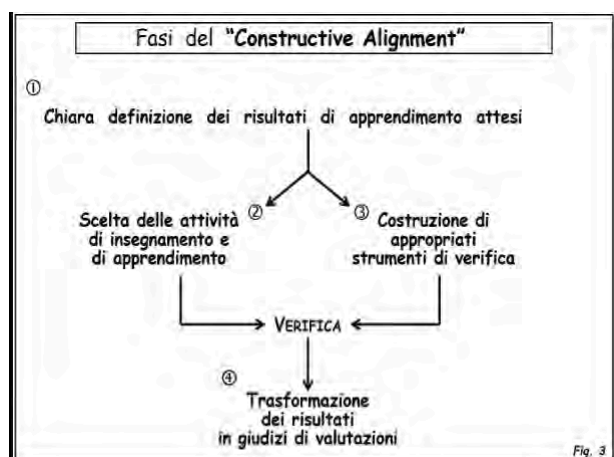 Fasi del "Constructive Alignment"
①
Chiara definizione dei risultati di apprendimento attesi
②
Scelta delle attività
di insegnamento e
di apprendimento
③
Costruzione di
appropriati
strumenti di verifica
VERIFICA
④
Trasformazione
dei risultati
in giudizi di valutazioni
Fig. 3